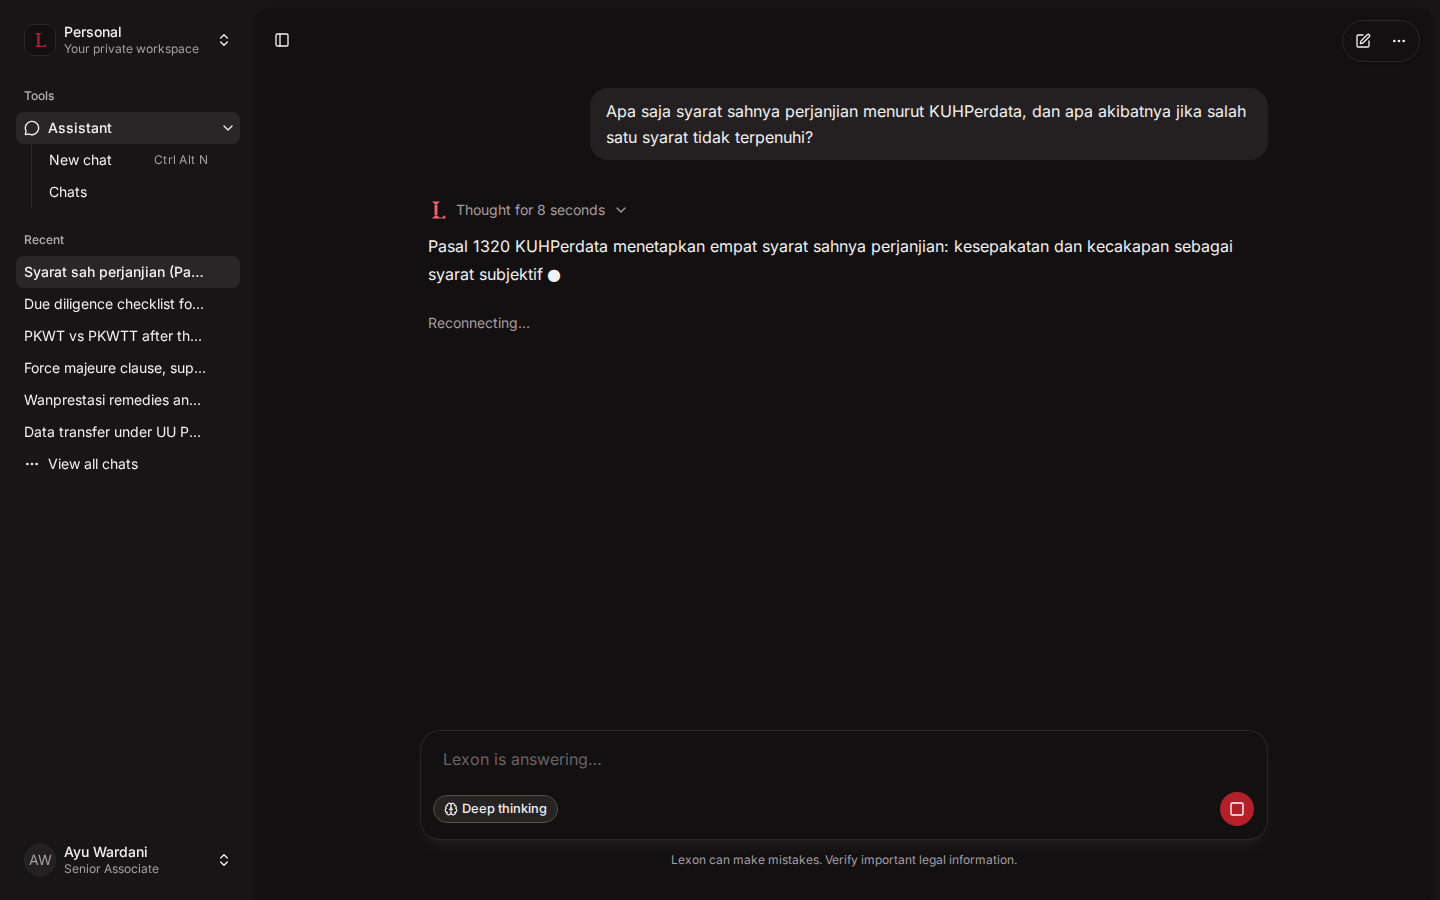 L
Personal
Your private workspace
Tools
Assistant
New chat Ctrl Alt N
Chats
Recent
Syarat sah perjanjian (Pa...
Due diligence checklist fo...
PKWT vs PKWTT after th...
Force majeure clause, sup...
Wanprestasi remedies an...
Data transfer under UU P...
View all chats
AW
Ayu Wardani
Senior Associate
Apa saja syarat sahnya perjanjian menurut KUHPerdata, dan apa akibatnya jika salah
satu syarat tidak terpenuhi?
L Thought for 8 seconds
Pasal 1320 KUHPerdata menetapkan empat syarat sahnya perjanjian: kesepakatan dan kecakapan sebagai
syarat subjektif
Reconnecting...
Lexon is answering...
Deep thinking
Lexon can make mistakes. Verify important legal information.